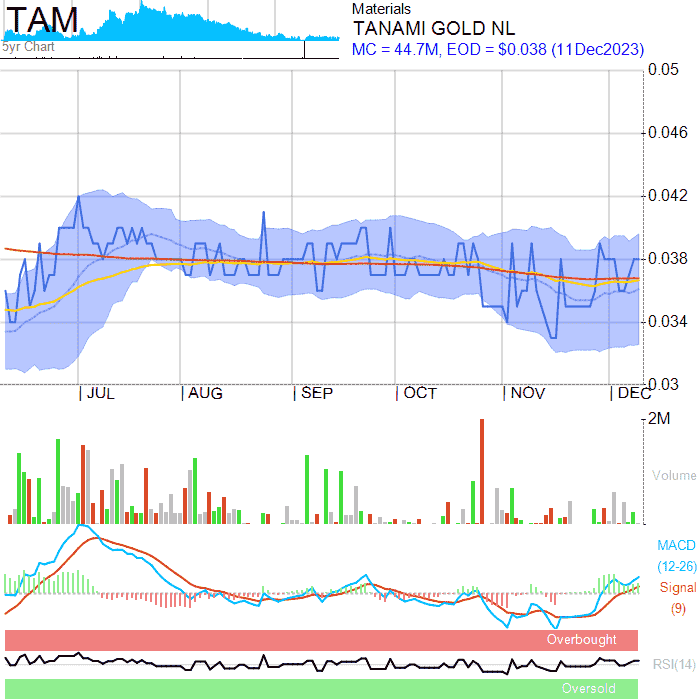 TAM
5yr Chart
Materials
TANAMI GOLD NL
MC = 44.7M, EOD = $0.038 (11Dec2023)
0.05
0.046
0.042
0.038
0.034
0.03
JUL AUG SEP OCT NOV DEC
2M
Volume
MACD
(12-26)
Signal
(9)
Overbought
RSI(14)
Oversold